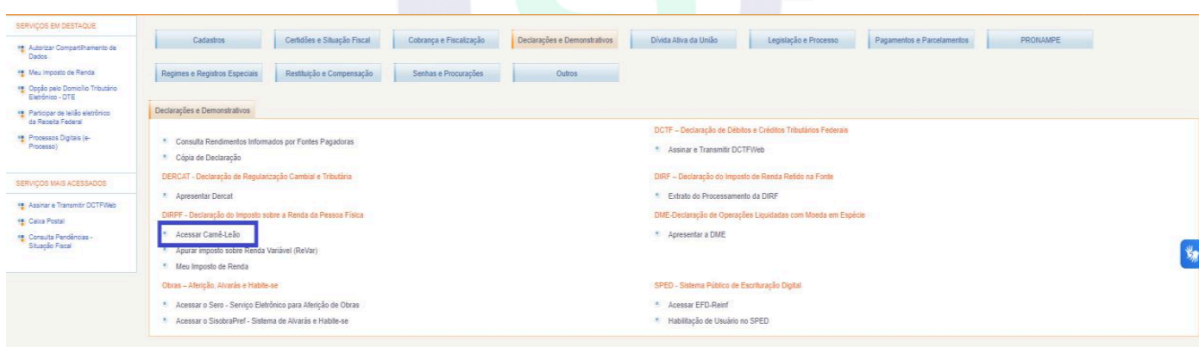 SERVIÇOS EM DESTAQUE
Autorizar Compartilhamento de
Dados
Meu Imposto de Renda
Opção pelo Domicílio Tributário
Eletrônico - DTE
Participar de leilão eletrônico
da Receita Federal
Processos Digitais (e-
Processo)
SERVIÇOS MAIS ACESSADOS
Assinar e Transmitir DCTFWeb
Caixa Postal
Consulta Pendências -
Situação Fiscal
Cadastros
Certidões e Situação Fiscal
Cobrança e Fiscalização
Declarações e Demonstrativos
Dívida Ativa da União
Legislação e Processo
Pagamentos e Parcelamentos
PRONAMPE
Regimes e Registros Especiais
Restituição e Compensação
Senhas e Procurações
Outros
Declarações e Demonstrativos
Consulta Rendimentos Informados por Fontes Pagadoras
Cópia de Declaração
DERCAT - Declaração de Regularização Cambial e Tributária
Apresentar Dercat
DIRPF - Declaração do Imposto sobre a Renda da Pessoa Física
Acessar Carnê-Leão
Apurar imposto sobre Renda Variável (ReVar)
Meu Imposto de Renda
Obras – Aferição, Alvarás e Habite-se
Acessar o Sero - Serviço Eletrônico para Aferição de Obras
Acessar o SisobraPref - Sistema de Alvarás e Habite-se
DCTF – Declaração de Débitos e Créditos Tributários Federais
Assinar e Transmitir DCTFWeb
DIRF – Declaração do Imposto de Renda Retido na Fonte
Extrato do Processamento da DIRF
DME-Declaração de Operações Liquidadas com Moeda em Espécie
Apresentar a DME
SPED - Sistema Público de Escrituração Digital
Acessar EFD-Reinf
Habilitação de Usuário no SPED